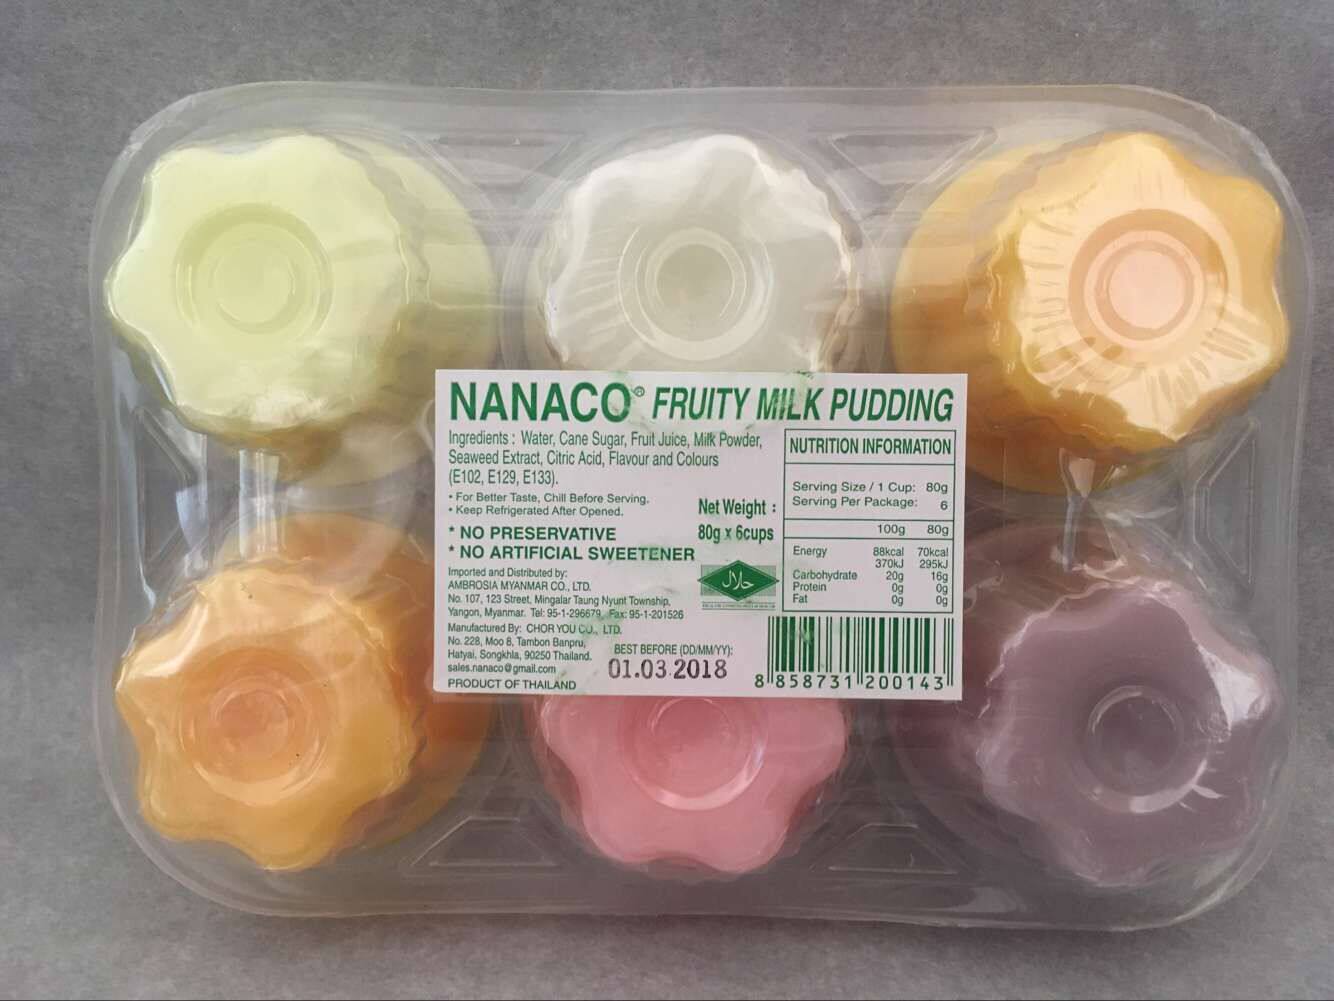 NANACO® FRUITY MILK PUDDING
Ingredients : Water, Cane Sugar, Fruit Juice, Milk Powder,
Seaweed Extract, Citric Acid, Flavour and Colours
(E102, E129, E133).
• For Better Taste, Chill Before Serving.
• Keep Refrigerated After Opened.
* NO PRESERVATIVE
* NO ARTIFICIAL SWEETENER
Net Weight :
80g x 6cups
حلال
Imported and Distributed by:
AMBROSIA MYANMAR CO., LTD.
No. 107, 123 Street, Mingalar Taung Nyunt Township,
Yangon, Myanmar. Tel: 95-1-296679, Fax: 95-1-201526
Manufactured By: CHOR YOU CO., LTD.
No. 228, Moo 8, Tambon Banpru,
Hatyai, Songkhla, 90250 Thailand.
sales.nanaco@gmail.com
PRODUCT OF THAILAND
BEST BEFORE (DD/MM/YY):
01.03.2018
NUTRITION INFORMATION
Serving Size / 1 Cup: 80g
Serving Per Package: 6
100g 80g
Energy 88kcal 70kcal
370kJ 295kJ
Carbohydrate 20g 16g
Protein 0g 0g
Fat 0g 0g
8 858731 200143